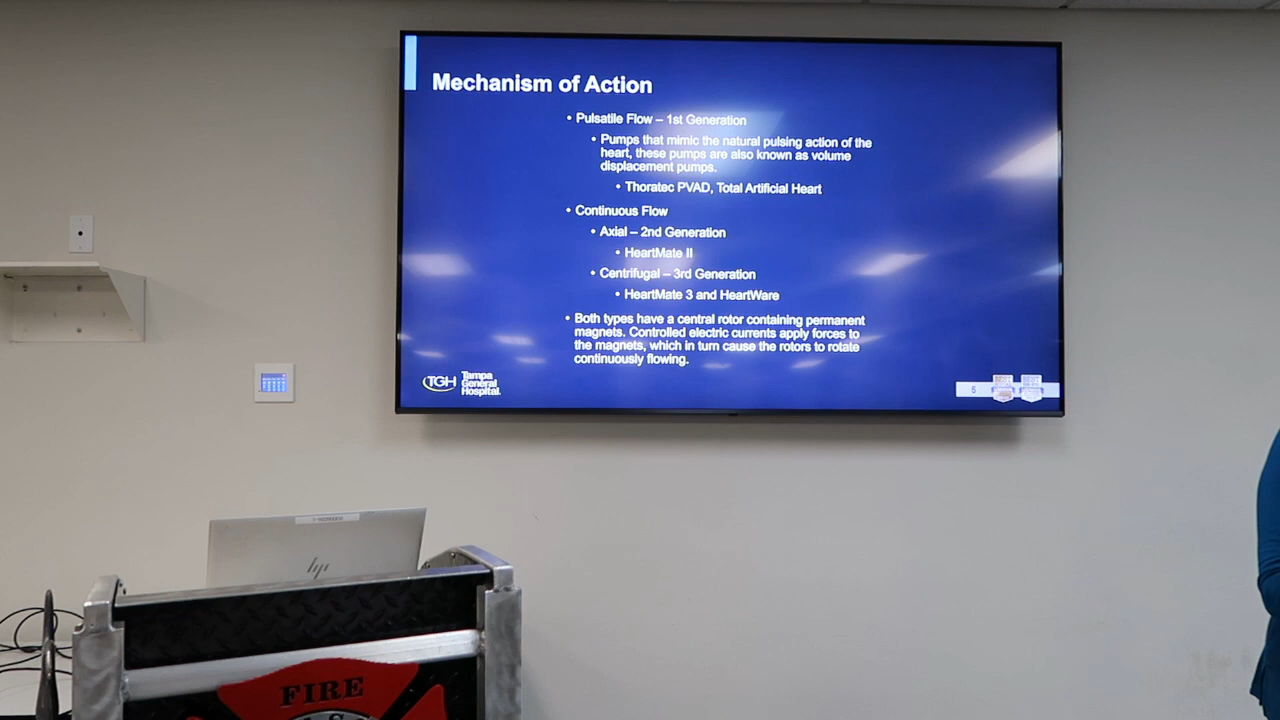 Mechanism of Action
• Pulsatile Flow – 1st Generation
• Pumps that mimic the natural pulsing action of the
heart, these pumps are also known as volume
displacement pumps.
• Thoratec PVAD, Total Artificial Heart
• Continuous Flow
• Axial – 2nd Generation
• HeartMate II
• Centrifugal – 3rd Generation
• HeartMate 3 and HeartWare
• Both types have a central rotor containing permanent
magnets. Controlled electric currents apply forces to
the magnets, which in turn cause the rotors to rotate
continuously flowing.
TGH
Tampa
General
Hospital.
5
BEST
BEST
hp
FIRE